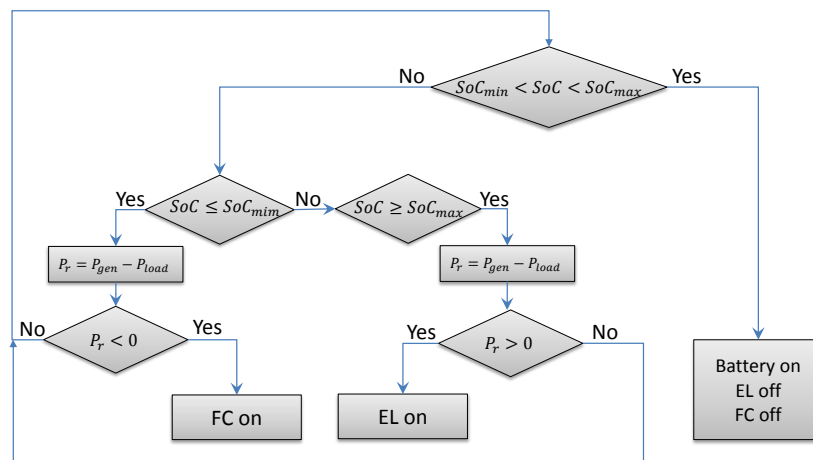 No
Yes
SoC_min < SoC < SoC_max
Yes
SoC ≤ SoC_mim
No
SoC ≥ SoC_max
Yes
P_r = P_gen − P_load
P_r = P_gen − P_load
No
P_r < 0
Yes
Yes
P_r > 0
No
FC on
EL on
Battery on
EL off
FC off